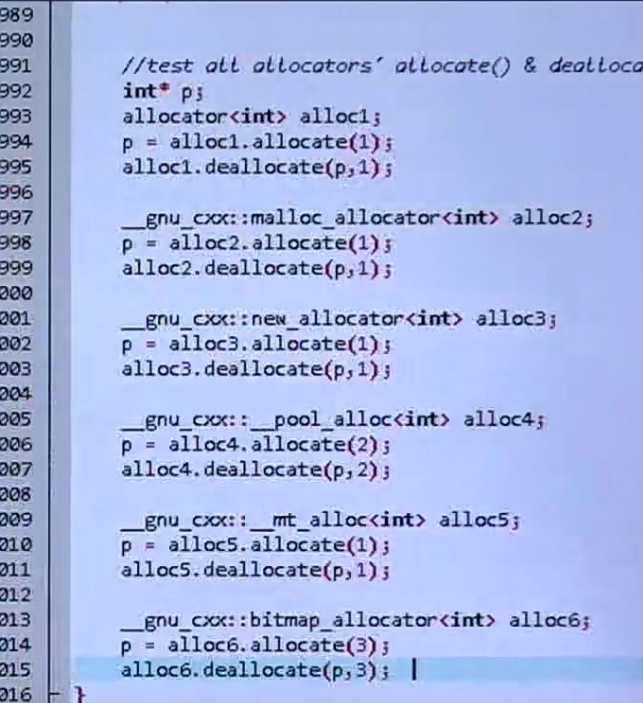 989
990
991 //test all allocators' allocate() & dealloca
992 int* p;
993 allocator<int> alloc1;
994 p = alloc1.allocate(1);
995 alloc1.deallocate(p,1);
996
997 __gnu_cxx::malloc_allocator<int> alloc2;
998 p = alloc2.allocate(1);
999 alloc2.deallocate(p,1);
000
001 __gnu_cxx::new_allocator<int> alloc3;
002 p = alloc3.allocate(1);
003 alloc3.deallocate(p,1);
004
005 __gnu_cxx::__pool_alloc<int> alloc4;
006 p = alloc4.allocate(2);
007 alloc4.deallocate(p,2);
008
009 __gnu_cxx::__mt_alloc<int> alloc5;
010 p = alloc5.allocate(1);
011 alloc5.deallocate(p,1);
012
013 __gnu_cxx::bitmap_allocator<int> alloc6;
014 p = alloc6.allocate(3);
015 alloc6.deallocate(p,3);
016 }